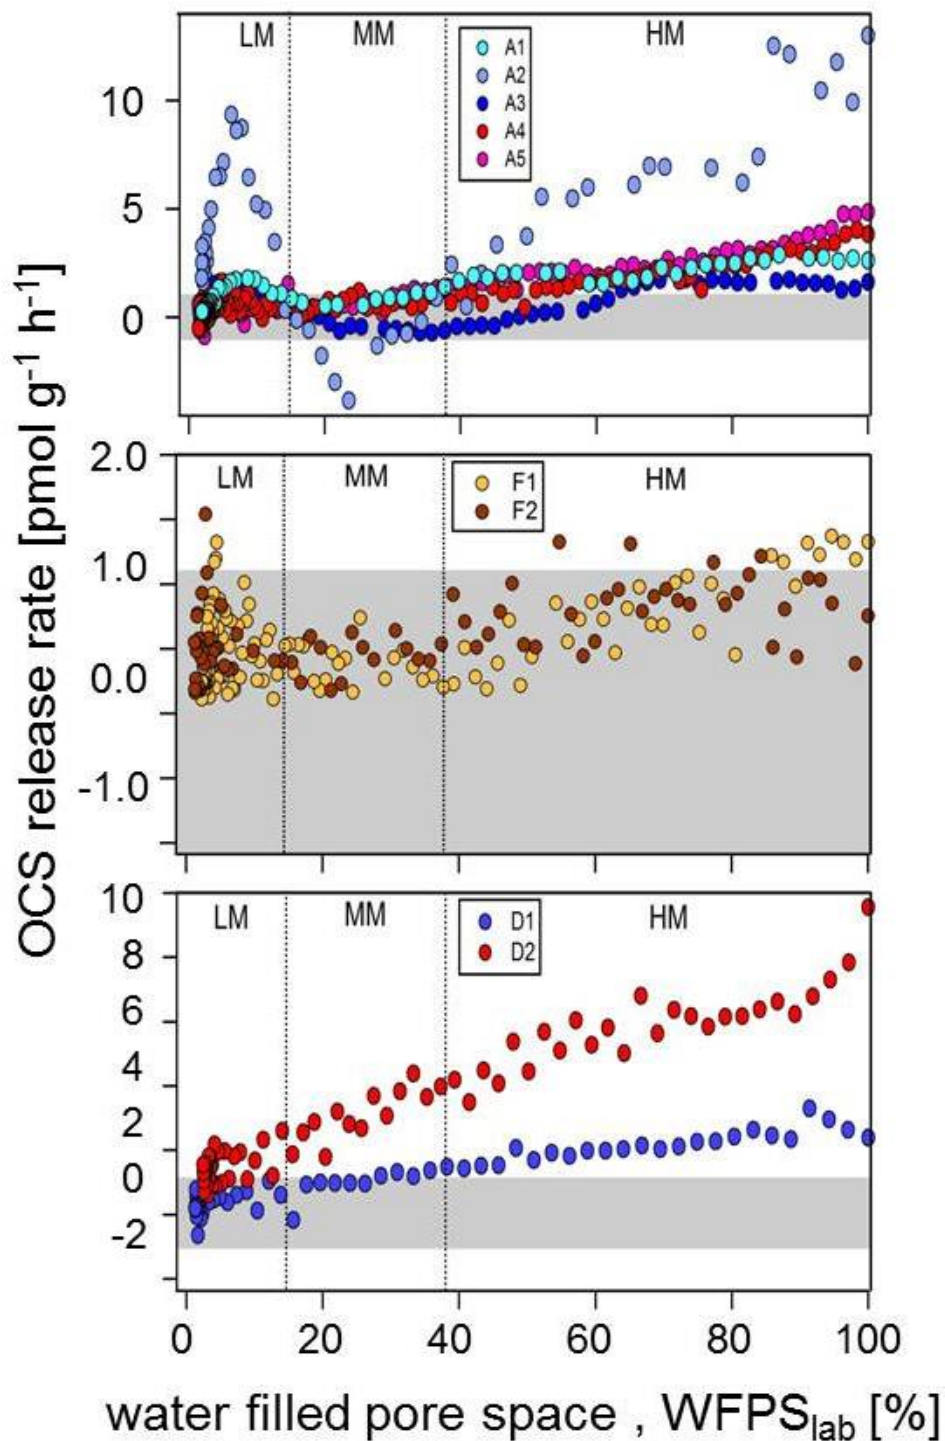 LM MM HM
A1
A2
A3
A4
A5
10
5
0
OCS release rate [pmol g⁻¹ h⁻¹]
2.0
1.0
0.0
-1.0
LM MM HM
F1
F2
10
8
6
4
2
0
-2
LM MM HM
D1
D2
0 20 40 60 80 100
water filled pore space , WFPS_lab [%]